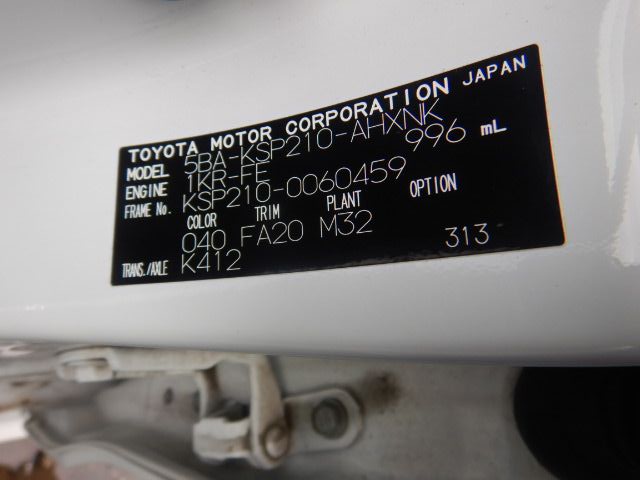 TOYOTA MOTOR CORPORATION JAPAN
MODEL 5BA-KSP210-AHXNK
ENGINE 1KR-FE 996 mL
FRAME No. KSP210-0060459
COLOR TRIM PLANT OPTION
040 FA20 M32
TRANS./AXLE K412 313